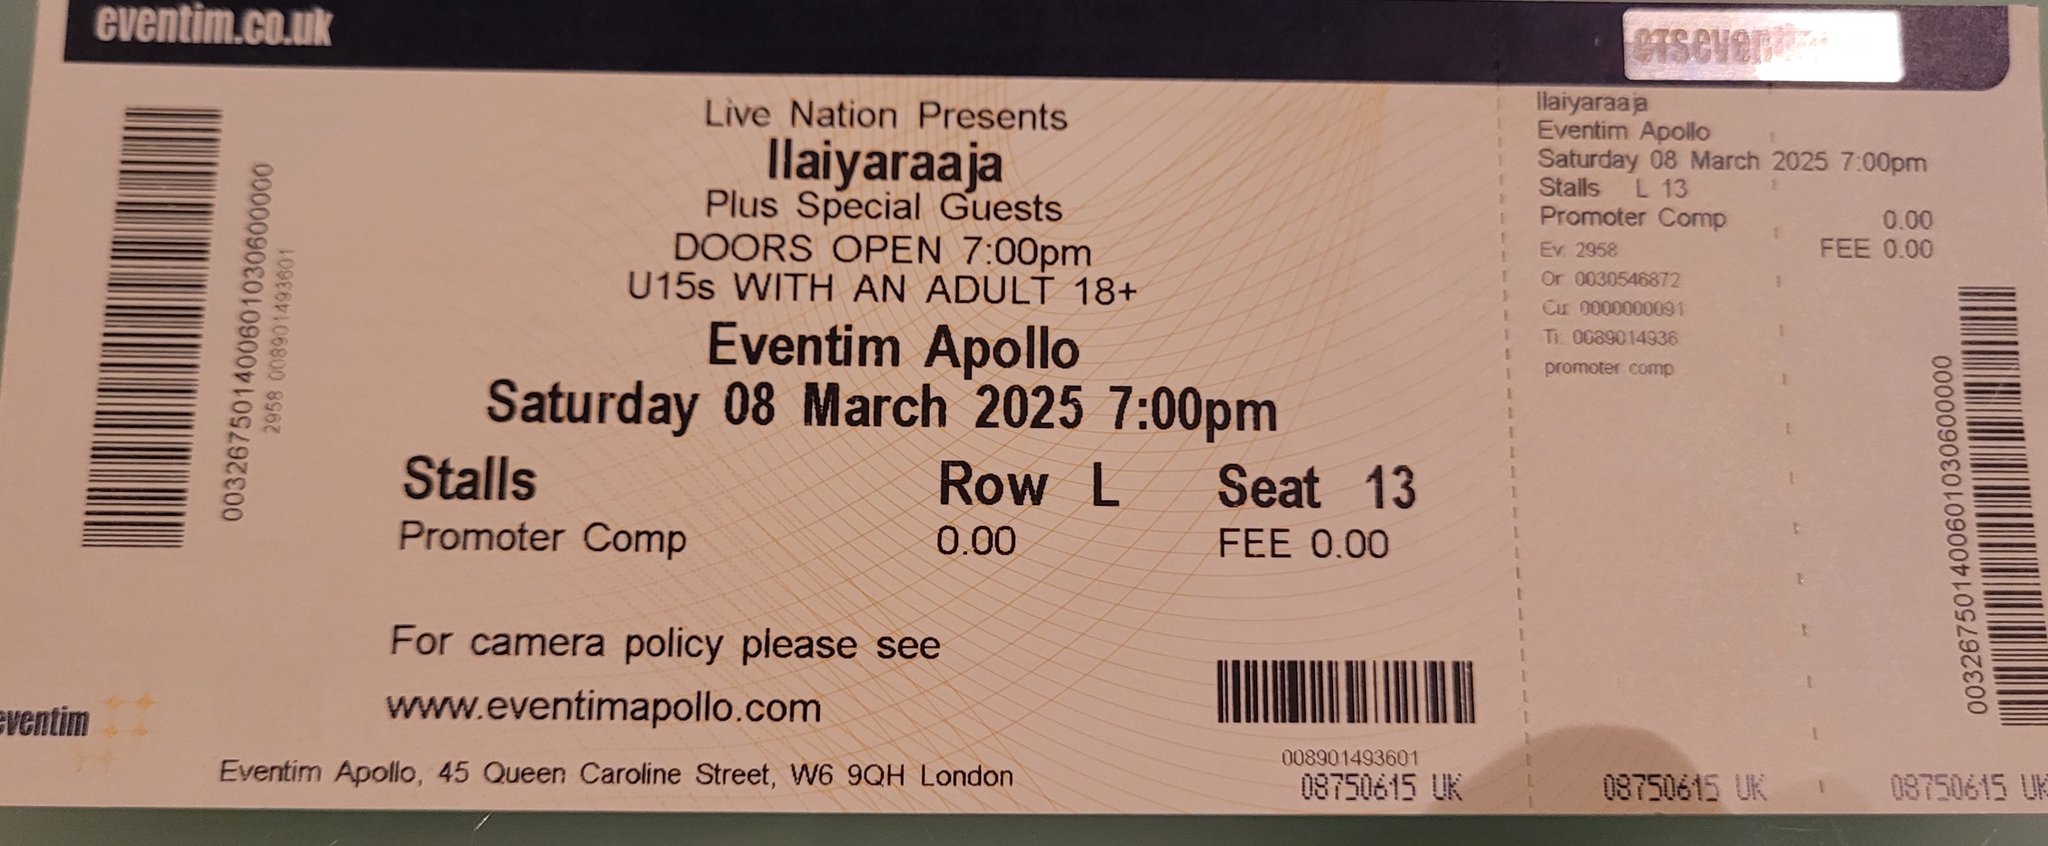 eventim.co.uk
Live Nation Presents
Ilaiyaraaja
Plus Special Guests
DOORS OPEN 7:00pm
U15s WITH AN ADULT 18+
Eventim Apollo
Saturday 08 March 2025 7:00pm
Stalls Row L Seat 13
Promoter Comp 0.00 FEE 0.00
For camera policy please see
www.eventimapollo.com
Eventim Apollo, 45 Queen Caroline Street, W6 9QH London
eventim
0032675014006010306000000
2958 008901493601
008901493601
08750615 UK
Ilaiyaraaja
Eventim Apollo
Saturday 08 March 2025 7:00pm
Stalls L 13
Promoter Comp 0.00
Ev: 2958 FEE 0.00
Or: 0030546872
Cu: 0000000091
Ti: 0089014936
promoter comp
0032675014006010306000000
08750615 UK
08750615 UK